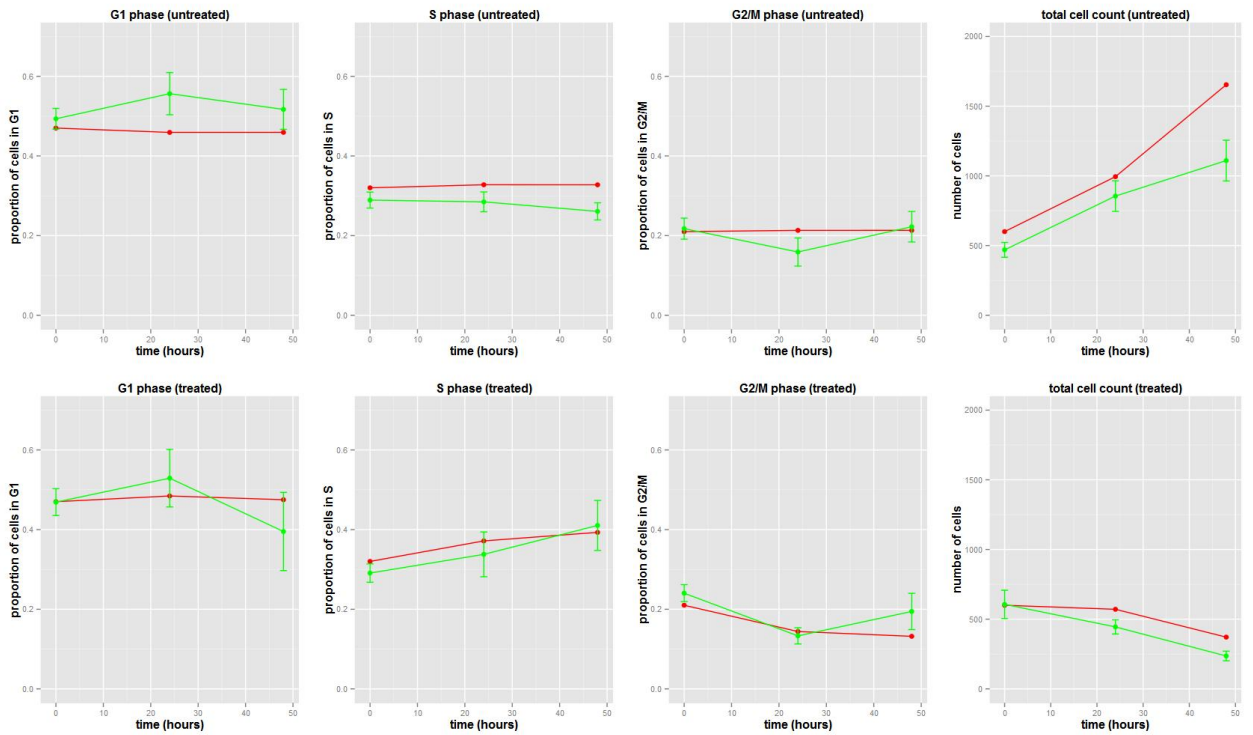 G1 phase (untreated)
proportion of cells in G1
0.6
0.4
0.2
0.0
0 10 20 30 40 50
time (hours)
S phase (untreated)
proportion of cells in S
0.6
0.4
0.2
0.0
0 10 20 30 40 50
time (hours)
G2/M phase (untreated)
proportion of cells in G2/M
0.6
0.4
0.2
0.0
0 10 20 30 40 50
time (hours)
total cell count (untreated)
number of cells
2000
1500
1000
500
0
0 10 20 30 40 50
time (hours)
G1 phase (treated)
proportion of cells in G1
0.6
0.4
0.2
0.0
0 10 20 30 40 50
time (hours)
S phase (treated)
proportion of cells in S
0.6
0.4
0.2
0.0
0 10 20 30 40 50
time (hours)
G2/M phase (treated)
proportion of cells in G2/M
0.6
0.4
0.2
0.0
0 10 20 30 40 50
time (hours)
total cell count (treated)
number of cells
2000
1500
1000
500
0
0 10 20 30 40 50
time (hours)